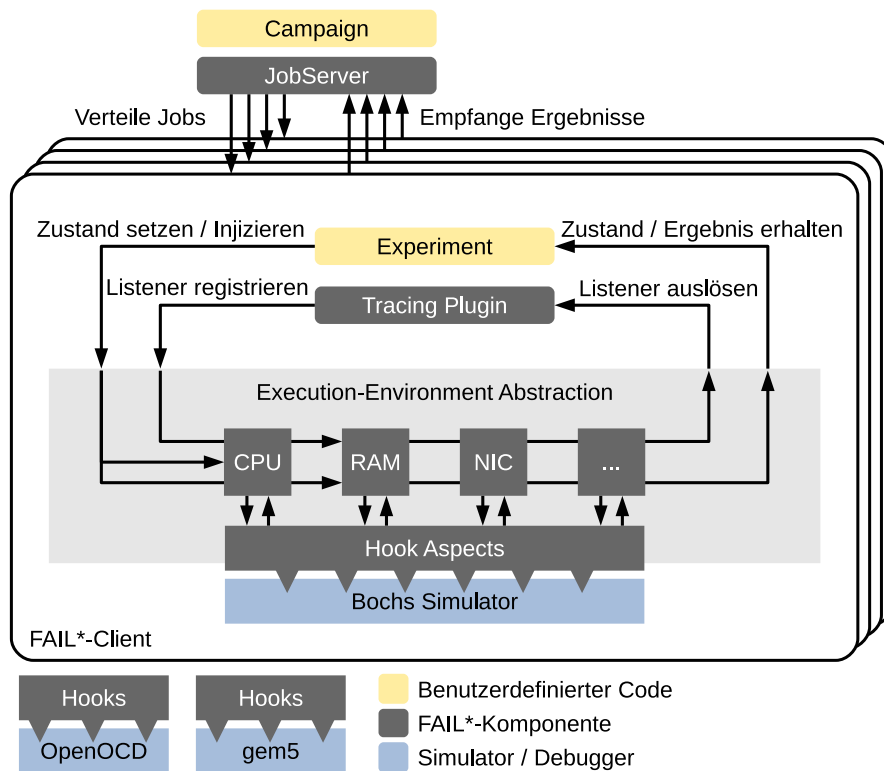 Campaign
JobServer
Verteile Jobs
Empfange Ergebnisse
Zustand setzen / Injizieren
Experiment
Zustand / Ergebnis erhalten
Listener registrieren
Tracing Plugin
Listener auslösen
Execution-Environment Abstraction
CPU
RAM
NIC
...
Hook Aspects
Bochs Simulator
FAIL*-Client
Hooks
OpenOCD
Hooks
gem5
Benutzerdefinierter Code
FAIL*-Komponente
Simulator / Debugger